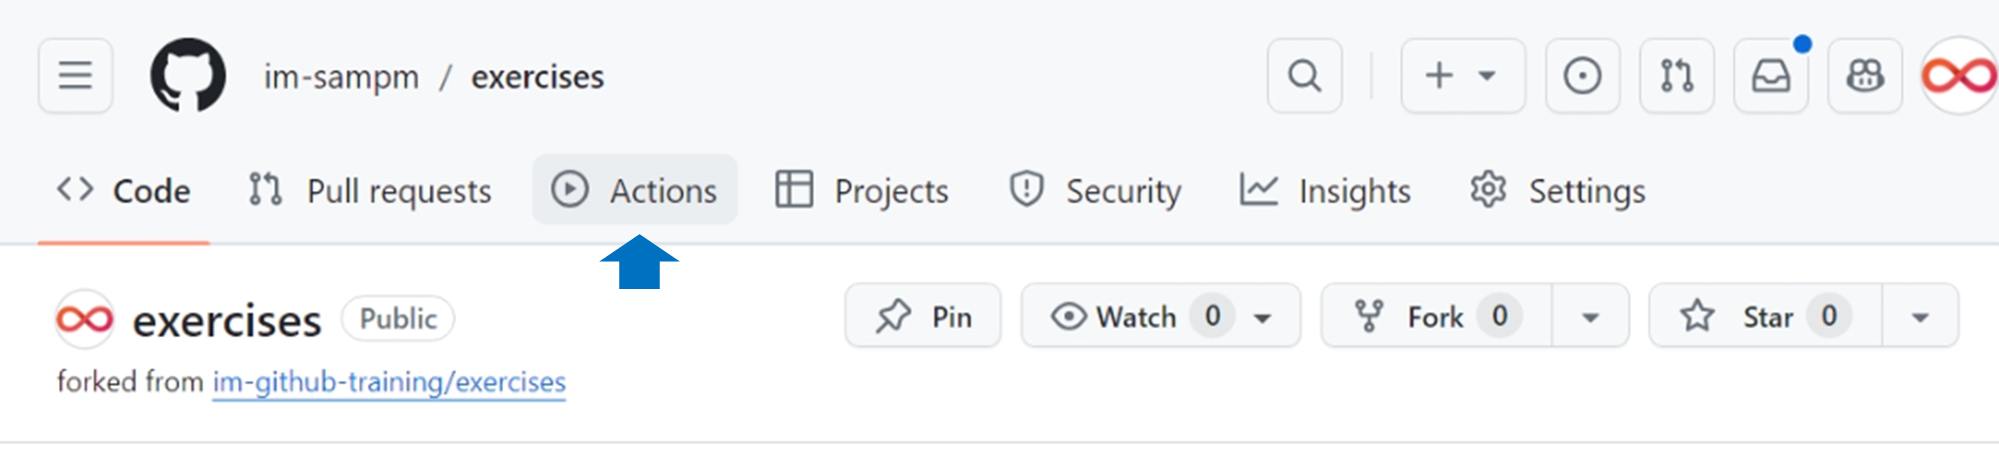 im-sampm / exercises
Code Pull requests Actions Projects Security Insights Settings
exercises Public Pin Watch 0 Fork 0 Star 0
forked from im-github-training/exercises